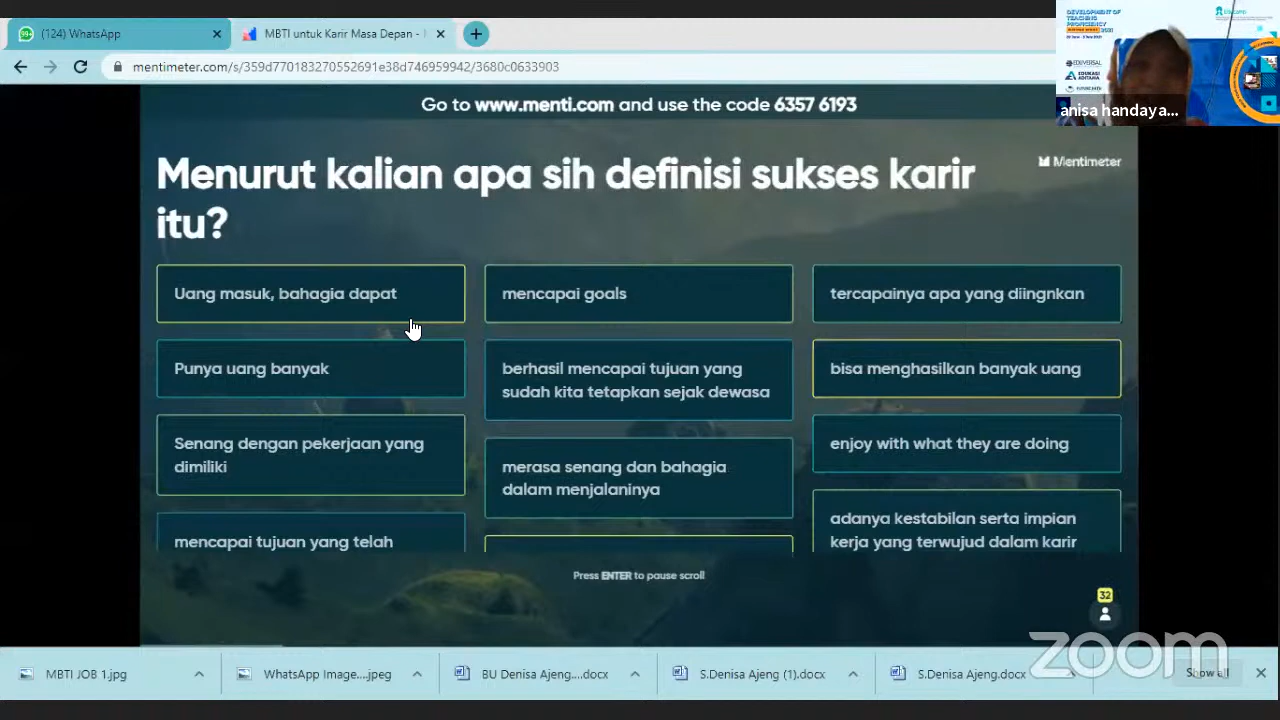 (124) WhatsApp
MBTI untuk Karir Masa Depan -
mentimeter.com/s/359d770183270552691e38d746959942/3680c0633903
DEVELOPMENT OF
TEACHING
PROFICIENCY
anisa handaya...
Go to www.menti.com and use the code 6357 6193
Menurut kalian apa sih definisi sukses karir
itu?
Mentimeter
Uang masuk, bahagia dapat
mencapai goals
tercapainya apa yang diingnkan
Punya uang banyak
berhasil mencapai tujuan yang
sudah kita tetapkan sejak dewasa
bisa menghasilkan banyak uang
Senang dengan pekerjaan yang
dimiliki
merasa senang dan bahagia
dalam menjalaninya
enjoy with what they are doing
mencapai tujuan yang telah
adanya kestabilan serta impian
kerja yang terwujud dalam karir
Press ENTER to pause scroll
32
zoom
MBTI JOB 1.jpg
WhatsApp Image....jpeg
BU Denisa Ajeng....docx
S.Denisa Ajeng (1).docx
S.Denisa Ajeng.docx
Show all